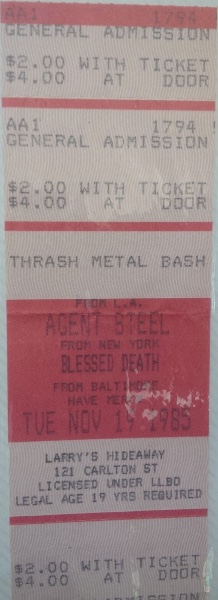 AA1 1794
GENERAL ADMISSION
$2.00 WITH TICKET
$4.00 AT DOOR
AA1 1794
GENERAL ADMISSION
$2.00 WITH TICKET
$4.00 AT DOOR
THRASH METAL BASH
FROM L.A.
AGENT STEEL
FROM NEW YORK
BLESSED DEATH
FROM BALTIMORE
HAVE MERCY
TUE NOV 19 1985
LARRY'S HIDEAWAY
121 CARLTON ST
LICENSED UNDER LLBO
LEGAL AGE 19 YRS REQUIRED
$2.00 WITH TICKET
$4.00 AT DOOR